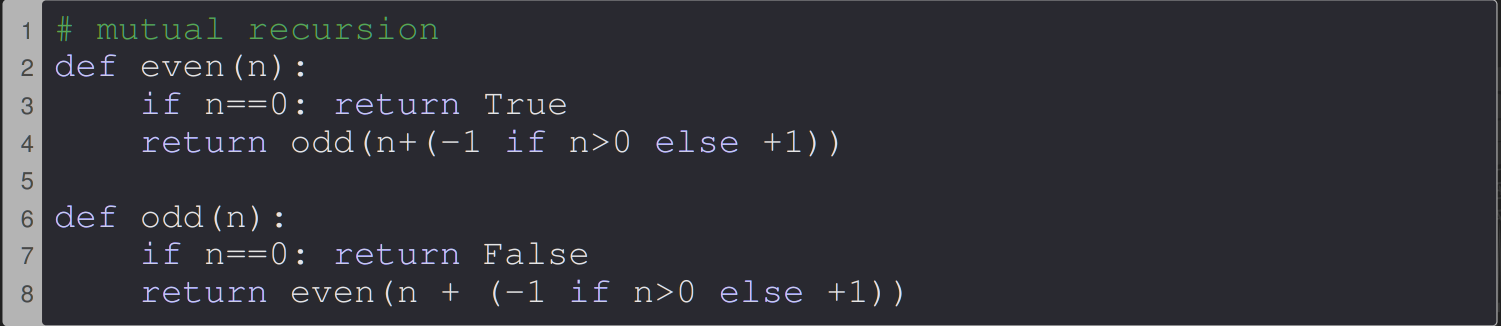 1 # mutual recursion
2 def even(n):
3     if n==0: return True
4     return odd(n+(-1 if n>0 else +1))
5
6 def odd(n):
7     if n==0: return False
8     return even(n + (-1 if n>0 else +1))